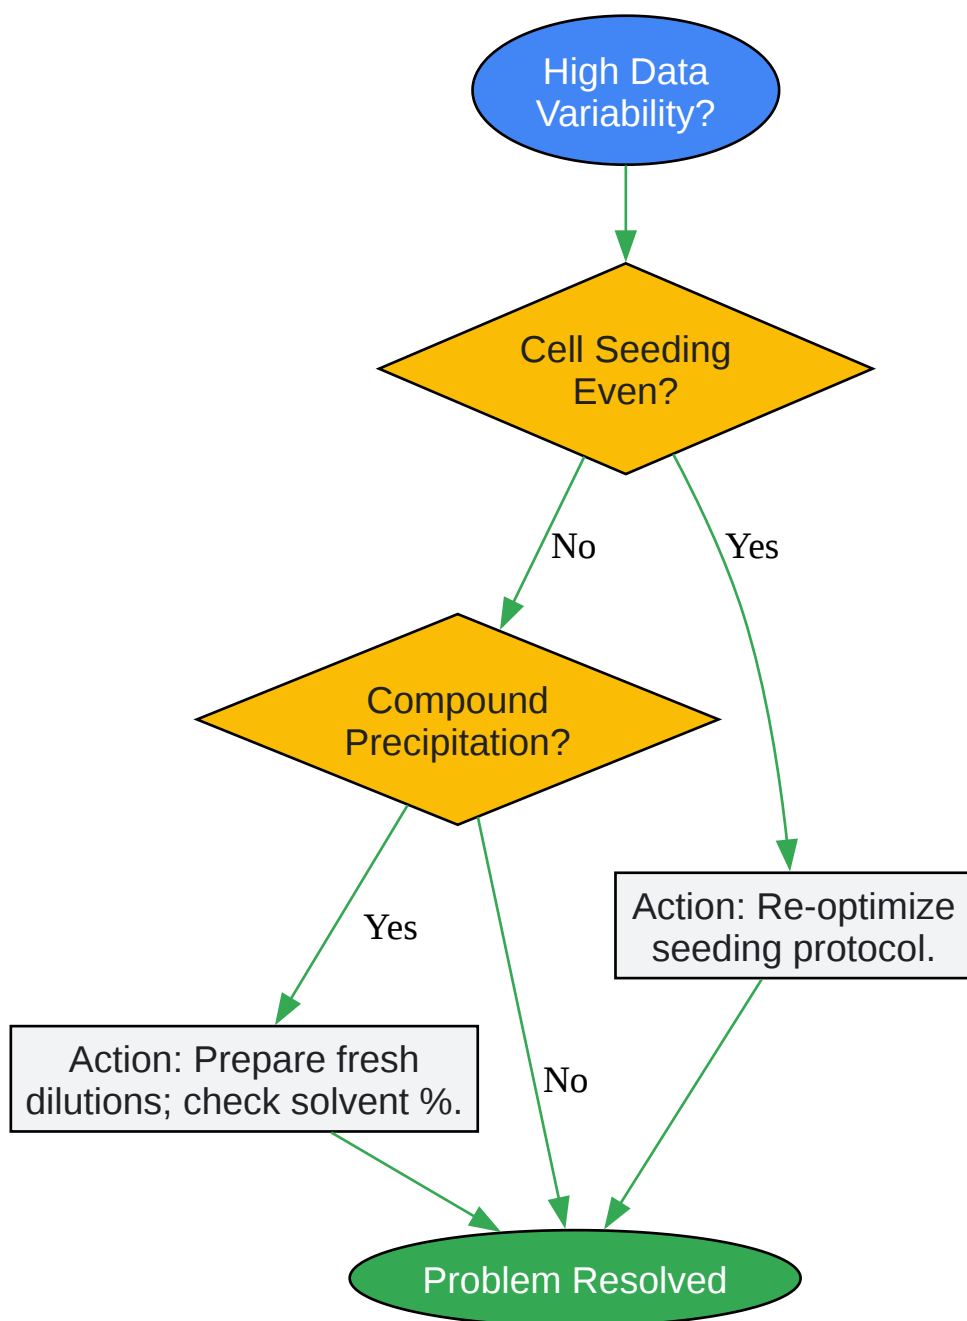 High Data
Variability?
Cell Seeding
Even?
No
Yes
Compound
Precipitation?
Action: Re-optimize
seeding protocol.
Yes
Action: Prepare fresh
dilutions; check solvent %.
No
Problem Resolved